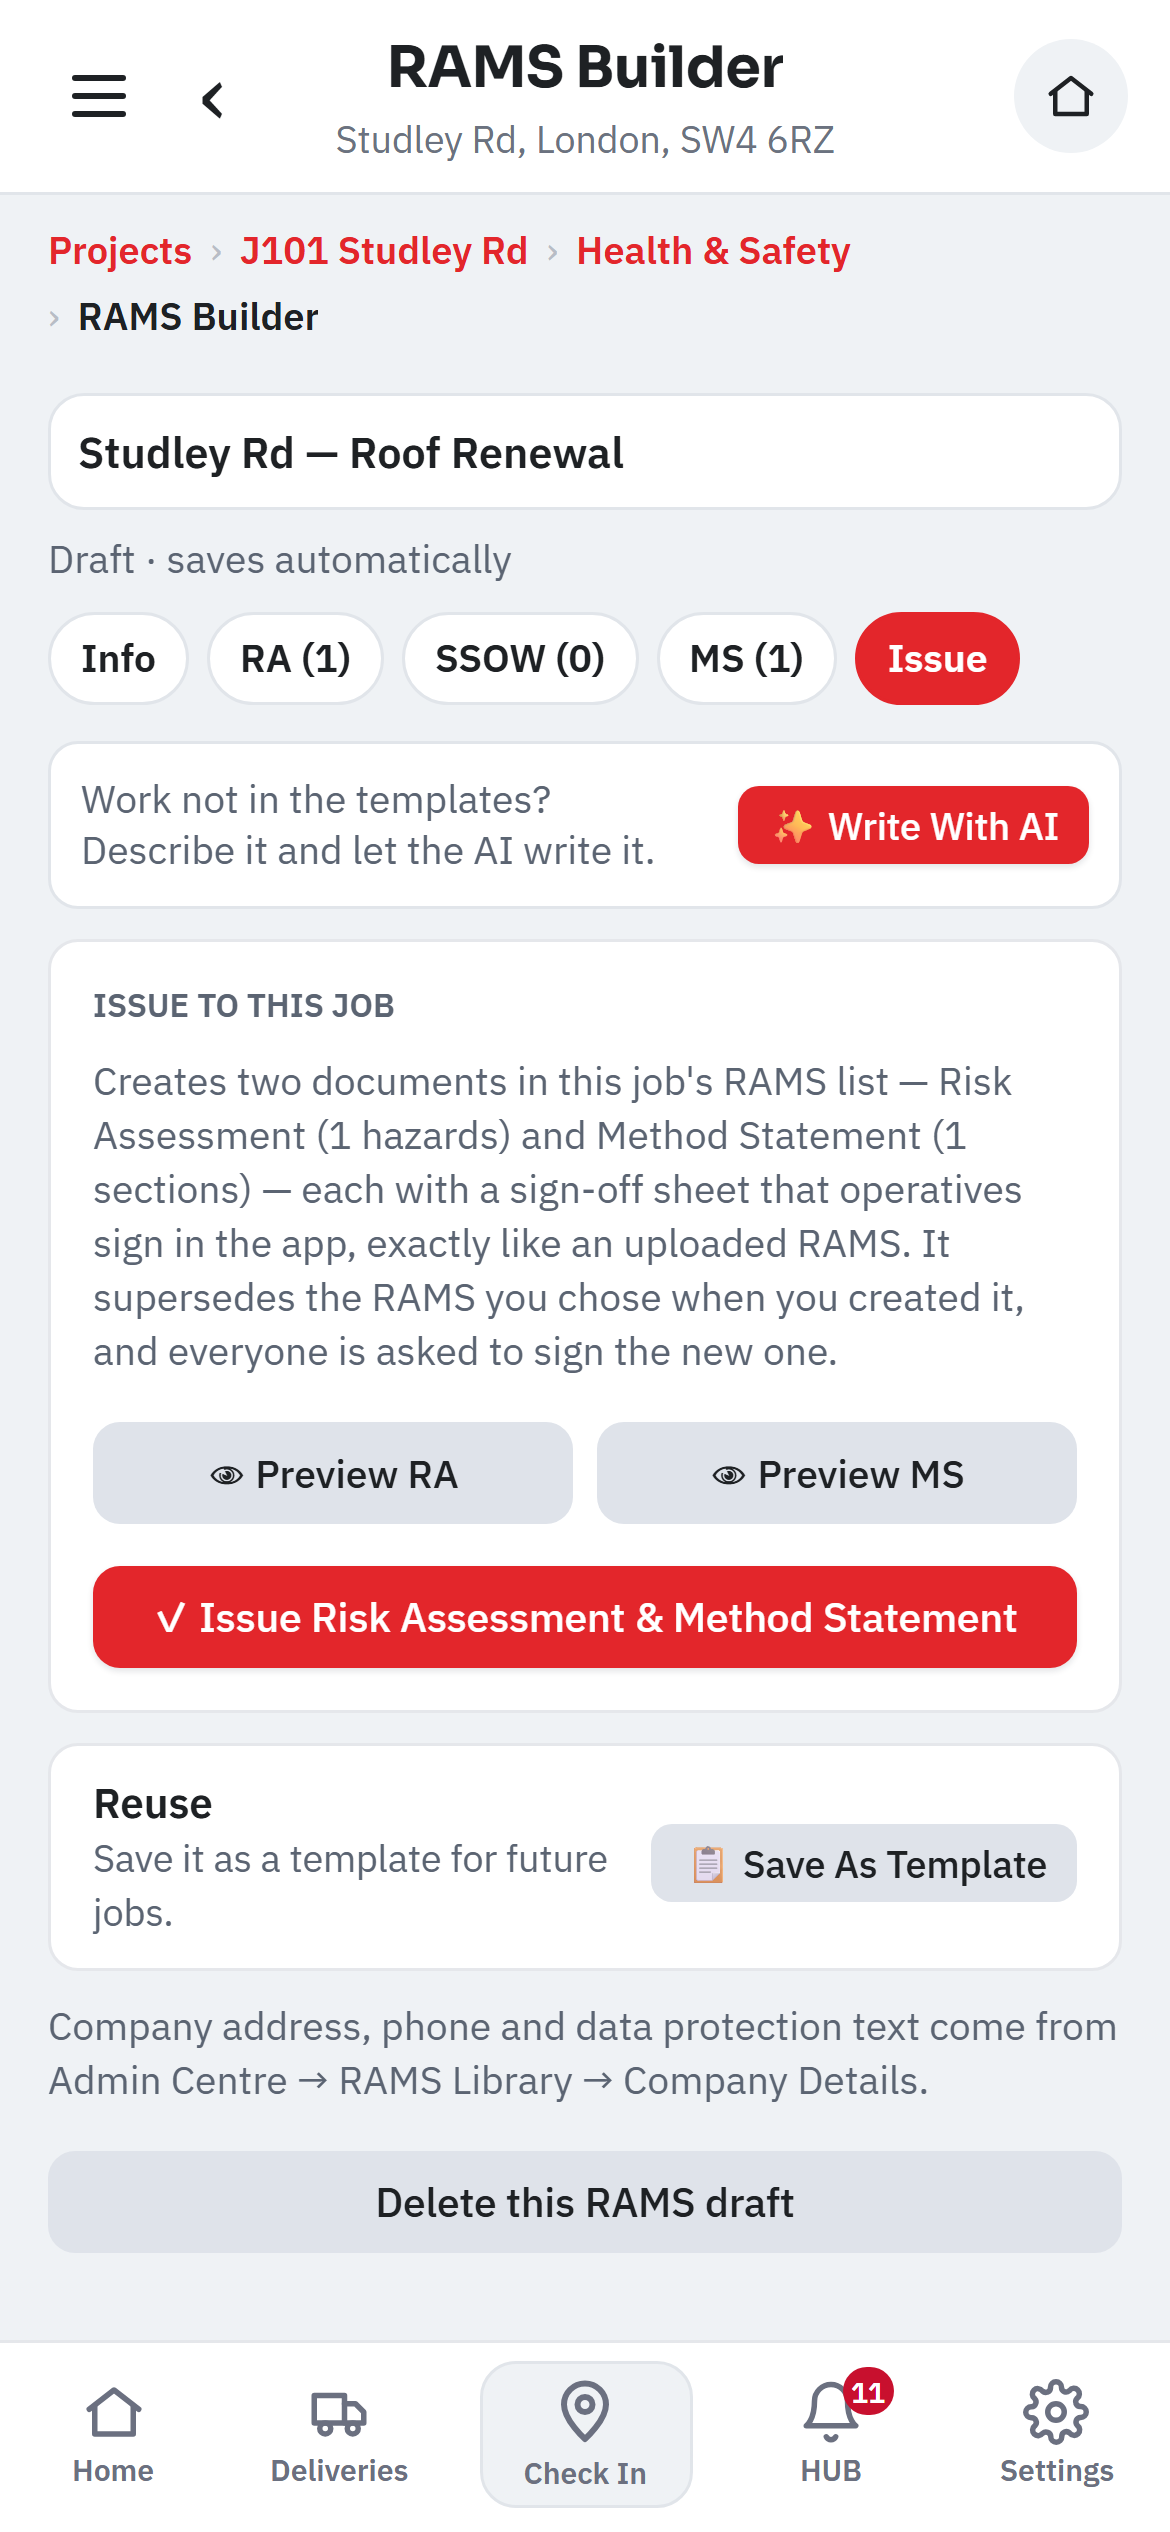 RAMS Builder
Studley Rd, London, SW4 6RZ
Projects › J101 Studley Rd › Health & Safety
› RAMS Builder
Studley Rd — Roof Renewal
Draft · saves automatically
Info
RA (1)
SSOW (0)
MS (1)
Issue
Work not in the templates?
Describe it and let the AI write it.
✨ Write With AI
ISSUE TO THIS JOB
Creates two documents in this job's RAMS list — Risk
Assessment (1 hazards) and Method Statement (1
sections) — each with a sign-off sheet that operatives
sign in the app, exactly like an uploaded RAMS. It
supersedes the RAMS you chose when you created it,
and everyone is asked to sign the new one.
👁 Preview RA
👁 Preview MS
✓ Issue Risk Assessment & Method Statement
Reuse
Save it as a template for future
jobs.
📋 Save As Template
Company address, phone and data protection text come from
Admin Centre → RAMS Library → Company Details.
Delete this RAMS draft
Home
Deliveries
Check In
11
HUB
Settings